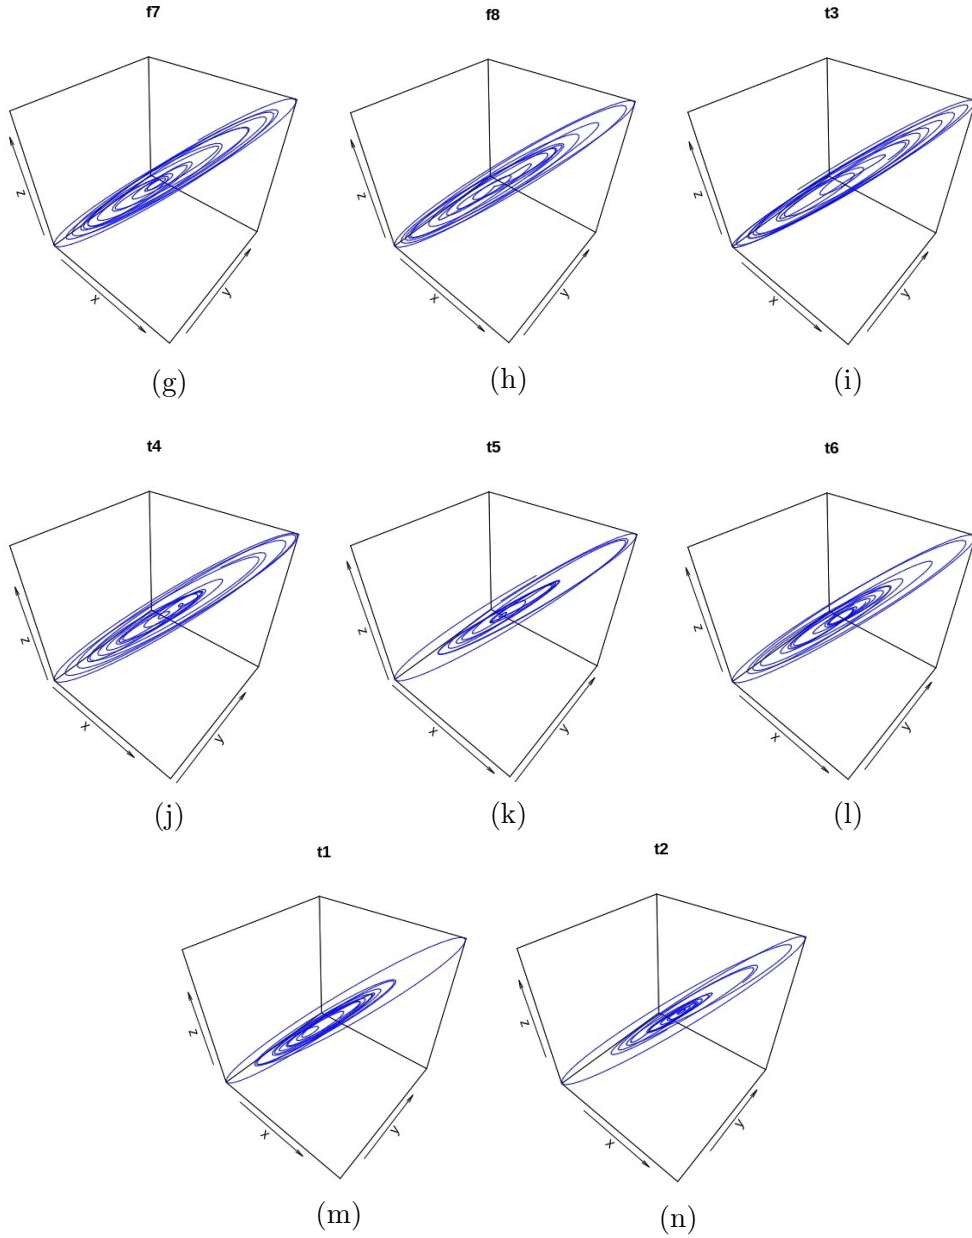 f7 f8 t3
z x y z x y z x y
(g) (h) (i)
t4 t5 t6
z x y z x y z x y
(j) (k) (l)
t1 t2
z x y z x y
(m) (n)